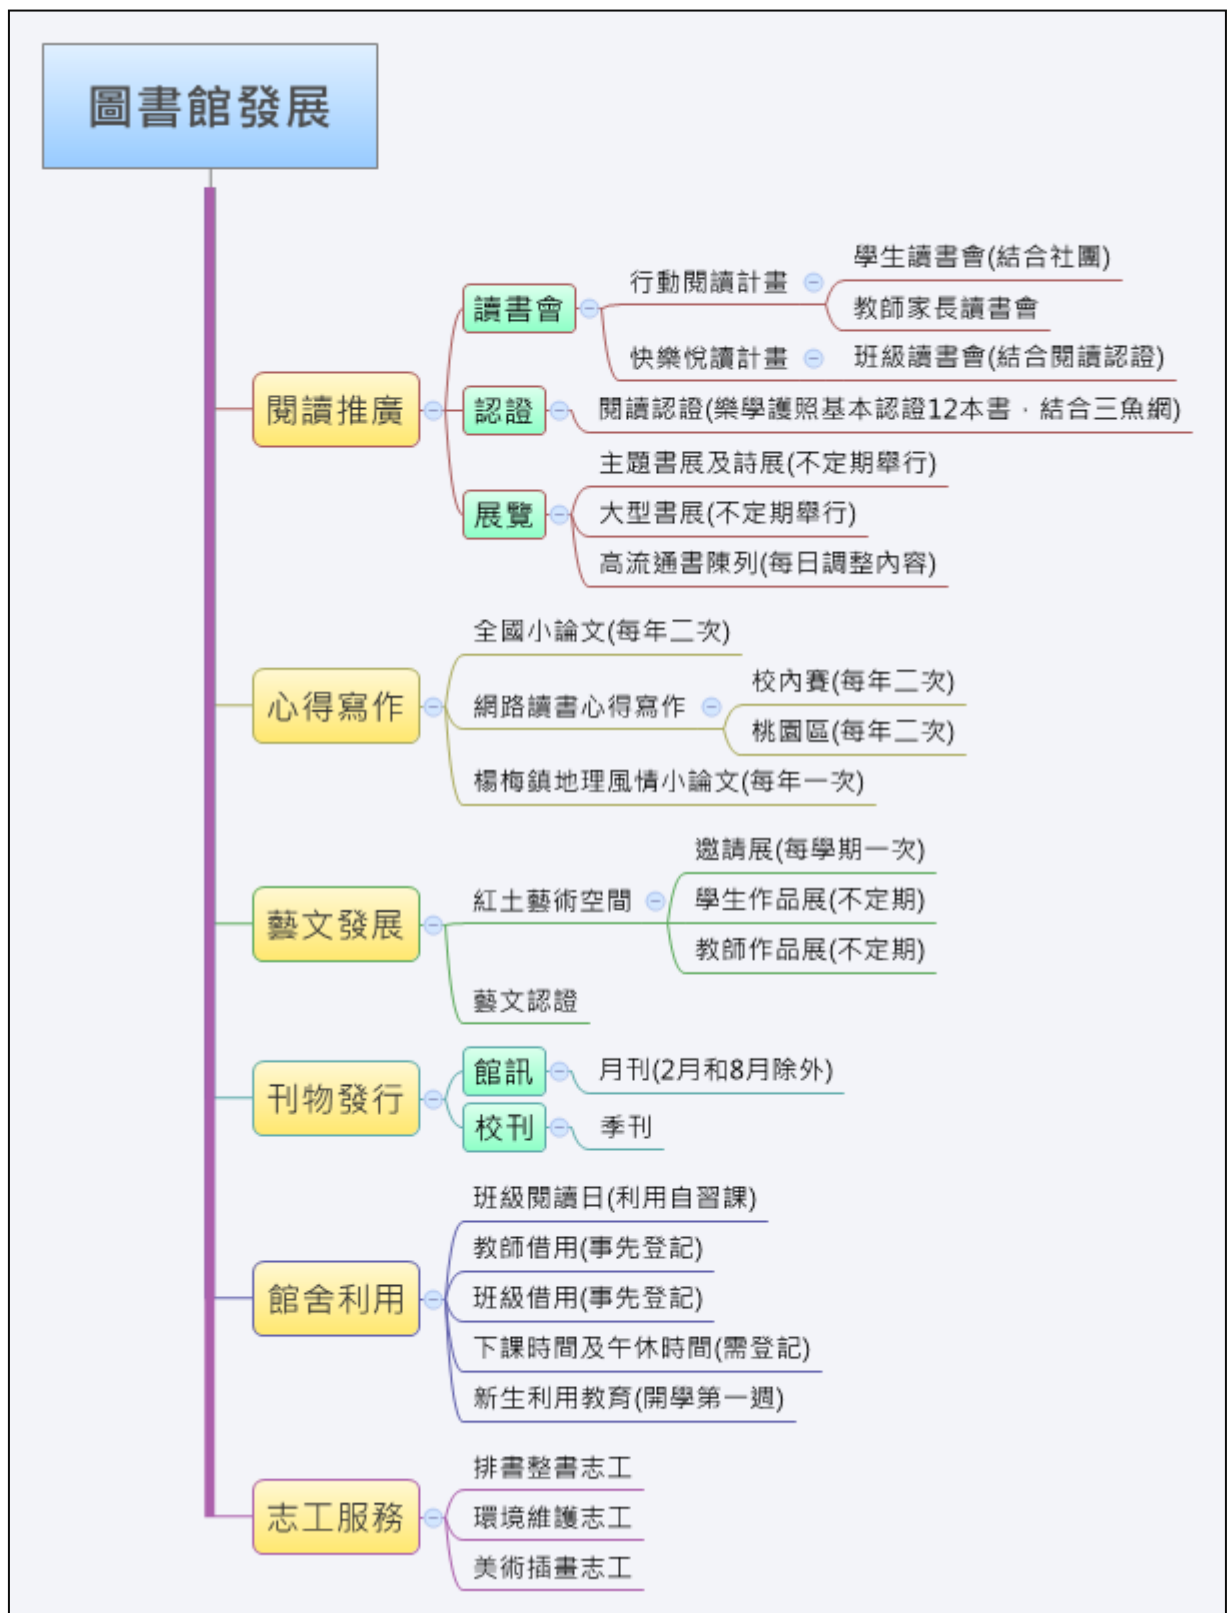 圖書館發展
閱讀推廣
讀書會
行動閱讀計畫
學生讀書會(結合社團)
教師家長讀書會
快樂悅讀計畫
班級讀書會(結合閱讀認證)
認證
閱讀認證(樂學護照基本認證12本書，結合三魚網)
展覽
主題書展及詩展(不定期舉行)
大型書展(不定期舉行)
高流通書陳列(每日調整內容)
心得寫作
全國小論文(每年二次)
網路讀書心得寫作
校內賽(每年二次)
桃園區(每年二次)
楊梅鎮地理風情小論文(每年一次)
藝文發展
紅土藝術空間
邀請展(每學期一次)
學生作品展(不定期)
教師作品展(不定期)
藝文認證
刊物發行
館訊
月刊(2月和8月除外)
校刊
季刊
館舍利用
班級閱讀日(利用自習課)
教師借用(事先登記)
班級借用(事先登記)
下課時間及午休時間(需登記)
新生利用教育(開學第一週)
志工服務
排書整書志工
環境維護志工
美術插畫志工